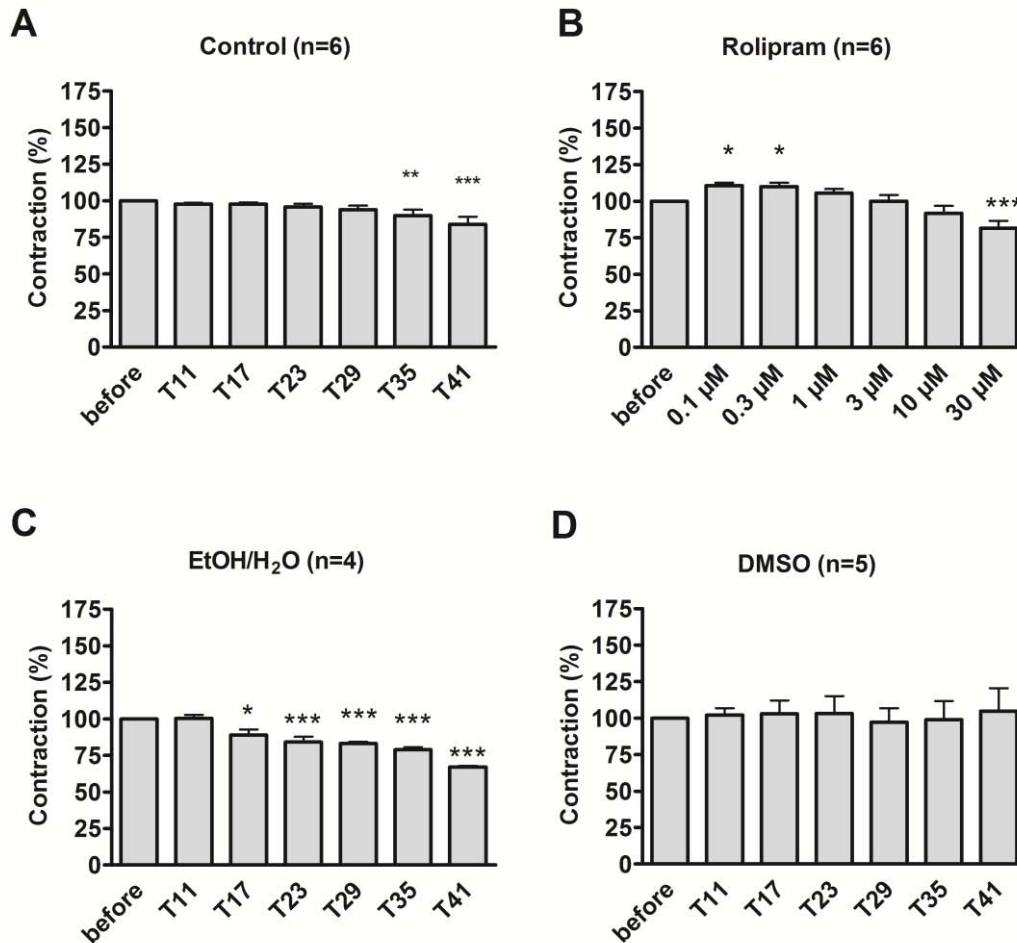 A
Control (n=6)
Contraction (%)
175
150
125
100
75
50
25
0
** ***
before T11 T17 T23 T29 T35 T41
B
Rolipram (n=6)
Contraction (%)
175
150
125
100
75
50
25
0
* * ***
before 0.1 µM 0.3 µM 1 µM 3 µM 10 µM 30 µM
C
EtOH/H₂O (n=4)
Contraction (%)
175
150
125
100
75
50
25
0
* *** *** *** ***
before T11 T17 T23 T29 T35 T41
D
DMSO (n=5)
Contraction (%)
175
150
125
100
75
50
25
0
before T11 T17 T23 T29 T35 T41